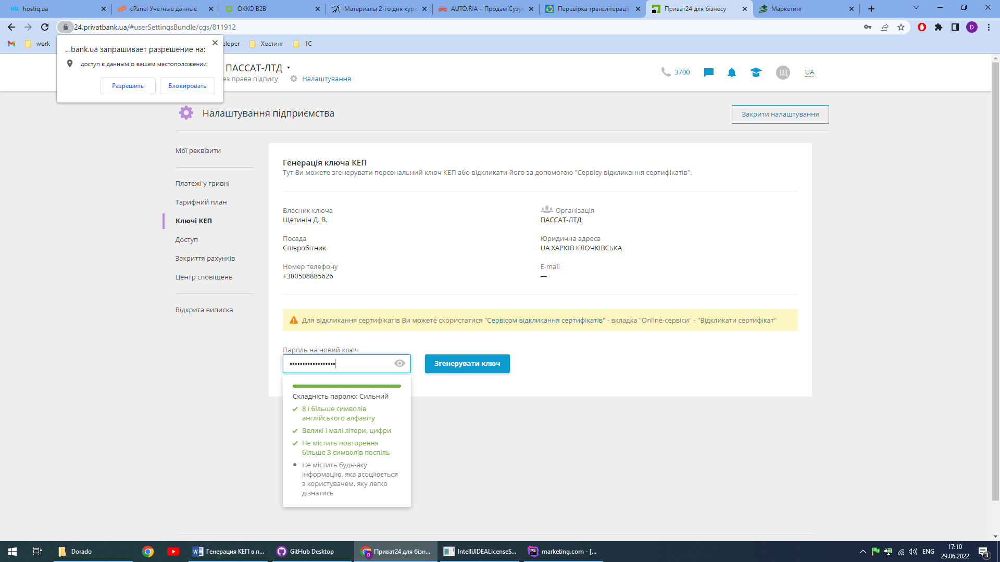 hostiq.ua
cPanel Учетные данные
ОККО B2B
Материалы 2-го дня курс
AUTO.RIA – Продам Сузук
Перевірка транслітерації
Приват24 для бізнесу
Маркетинг
24.privatbank.ua/#userSettingsBundle/cgs/811912
D
work
eloper
Хостинг
1C
...bank.ua запрашивает разрешение на:
доступ к данным о вашем местоположении
Разрешить
Блокировать
ПАССАТ-ЛТД
ез права підпису
Налаштування
3700
Щ
UA
Налаштування підприємства
Закрити налаштування
Мої реквізити
Платежі у гривні
Тарифний план
Ключі КЕП
Доступ
Закриття рахунків
Центр сповіщень
Відкрита виписка
Генерація ключа КЕП
Тут Ви можете згенерувати персональний ключ КЕП або відкликати його за допомогою "Сервісу відкликання сертифікатів".
Власник ключа
Щетинін Д. В.
Організація
ПАССАТ-ЛТД
Посада
Співробітник
Юридична адреса
UA ХАРКІВ КЛОЧКІВСЬКА
Номер телефону
+380508885626
E-mail
—
Для відкликання сертифікатів Ви можете скористатися "Сервісом відкликання сертифікатів" - вкладка "Online-сервіси" - "Відкликати сертифікат"
Пароль на новий ключ
Згенерувати ключ
Складність паролю: Сильний
8 і більше символів
англійського алфавіту
Великі і малі літери, цифри
Не містить повторення
більше 3 символів поспіль
Не містить будь-яку
інформацію, яка асоціюється
з користувачем, яку легко
дізнатись
Dorado
Генерация КЕП в п...
GitHub Desktop
Приват24 для бізн...
IntelliJIDEALicenseS...
marketing.com - [...
ENG
17:10
29.06.2022
3